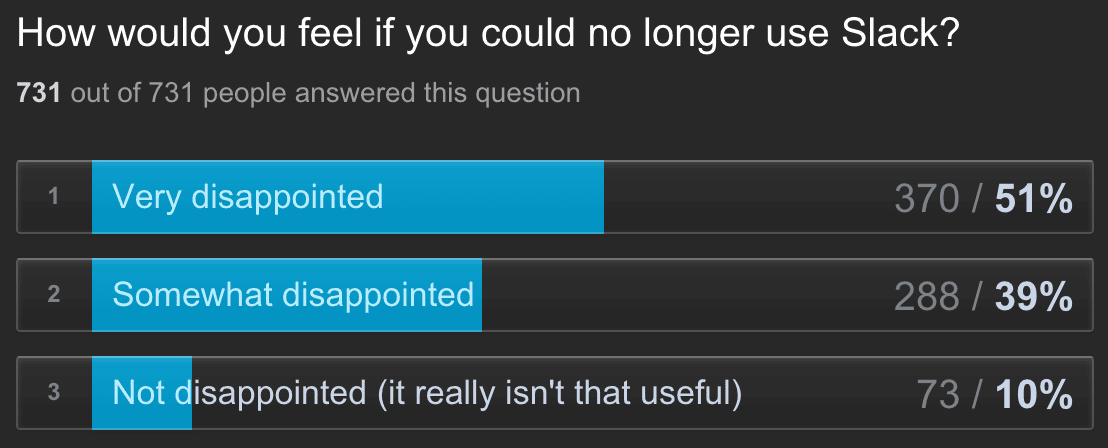 How would you feel if you could no longer use Slack?
731 out of 731 people answered this question
1 Very disappointed 370 / 51%
2 Somewhat disappointed 288 / 39%
3 Not disappointed (it really isn't that useful) 73 / 10%